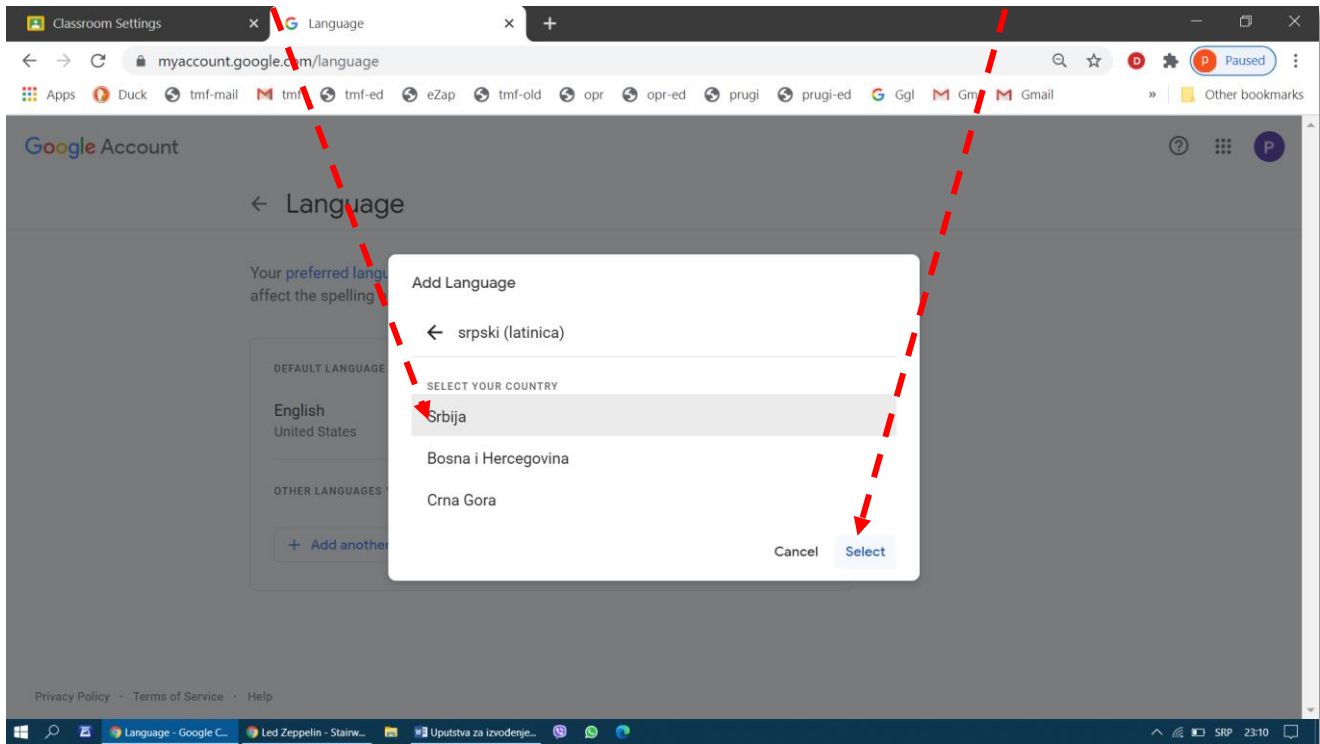 Classroom Settings
Language
myaccount.google.com/language
Paused
Apps Duck tmf-mail tmf-ed eZap tmf-old opr opr-ed prugi prugi-ed Ggl Gmail Other bookmarks
Google Account
P
Language
Your preferred
affect the spelling
Add Language
srpski (latinica)
DEFAULT LANGUAGE
SELECT YOUR COUNTRY
English
United States
Srbija
Bosna i Hercegovina
OTHER LANGUAGES
Crna Gora
+ Add another
Cancel Select
Privacy Policy · Terms of Service · Help
Language - Google C... Led Zeppelin - Stairw... Uputstva za izvođenje... SRP 23:10